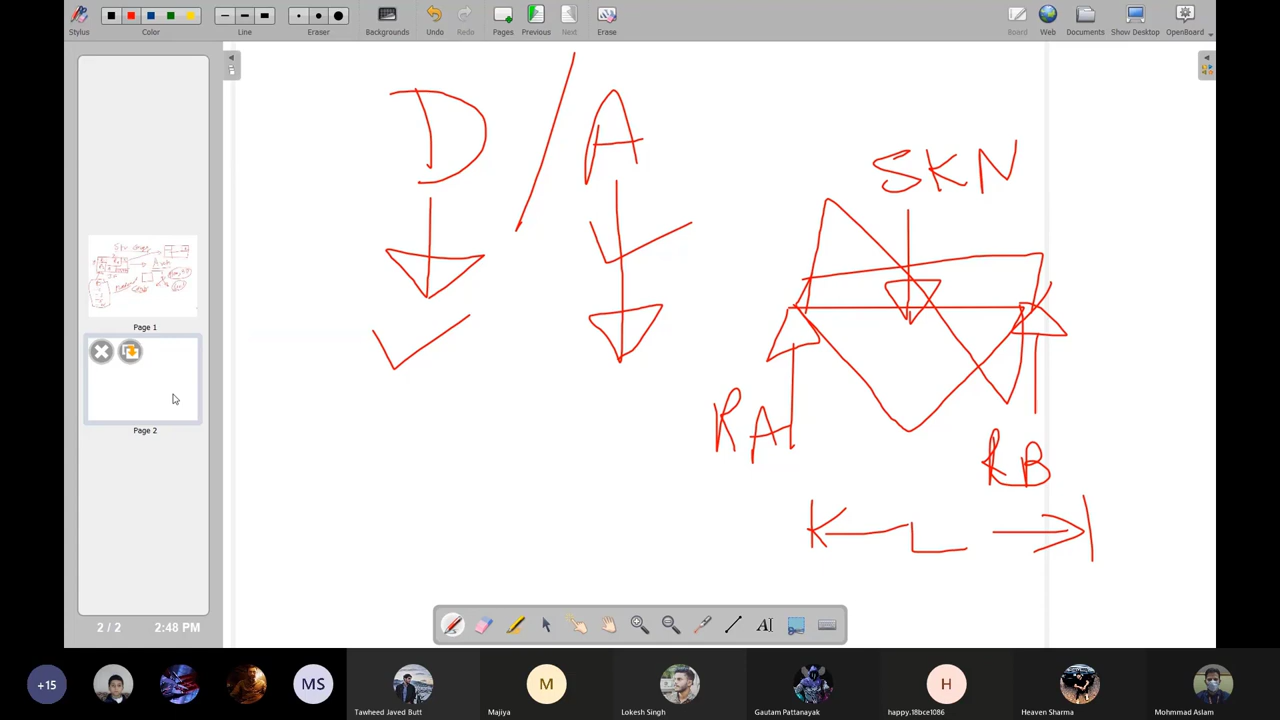 Stylus Color Line Eraser Backgrounds Undo Redo Pages Previous Next Erase Board Web Documents Show Desktop OpenBoard
D / A
SKN
RA
RB
L
Page 1
Page 2
2 / 2 2:48 PM
+15 MS M H
Tawheed Javed Butt Majiya Lokesh Singh Gautam Pattanayak happy.18bce1086 Heaven Sharma Mohmmad Aslam